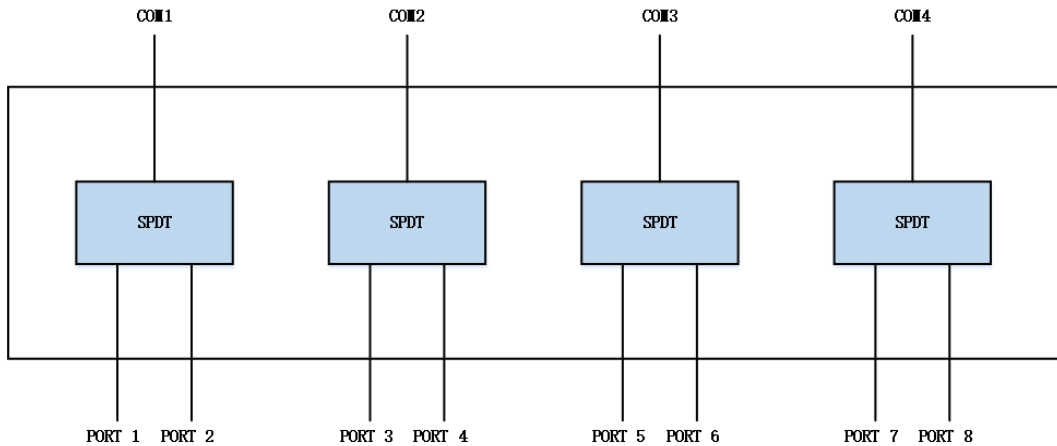 COM1 COM2 COM3 COM4
SPDT SPDT SPDT SPDT
PORT 1 PORT 2 PORT 3 PORT 4 PORT 5 PORT 6 PORT 7 PORT 8